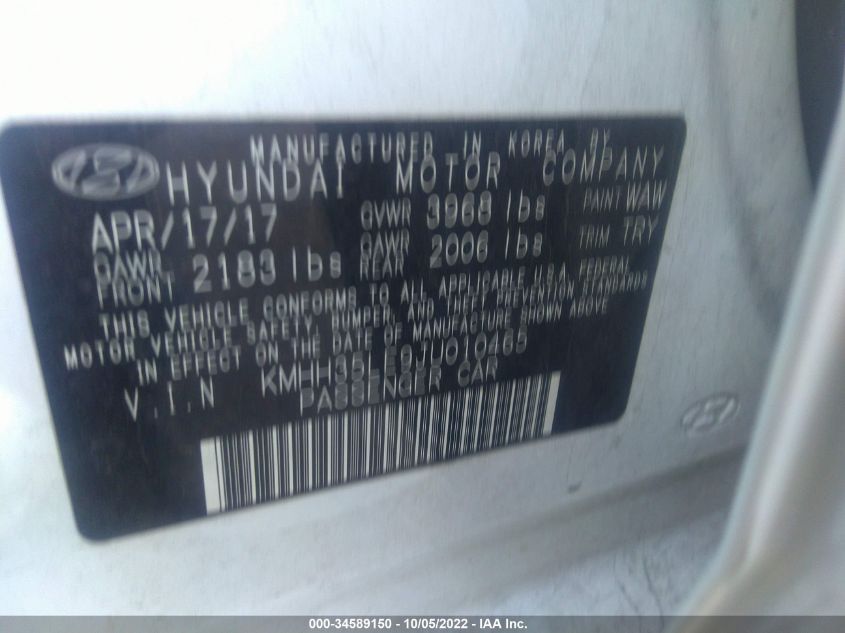 MANUFACTURED IN KOREA BY
HYUNDAI MOTOR COMPANY
APR/17/17 GVWR 3968 lbs PAINT WAW
GAWR FRONT 2183 lbs GAWR REAR 2006 lbs TRIM TRY
THIS VEHICLE CONFORMS TO ALL APPLICABLE U.S.A. FEDERAL
MOTOR VEHICLE SAFETY, BUMPER, AND THEFT PREVENTION STANDARDS
IN EFFECT ON THE DATE OF MANUFACTURE SHOWN ABOVE
V.I.N KMHH35LE9JU010465
PASSENGER CAR
000-34589150 - 10/05/2022 - IAA Inc.